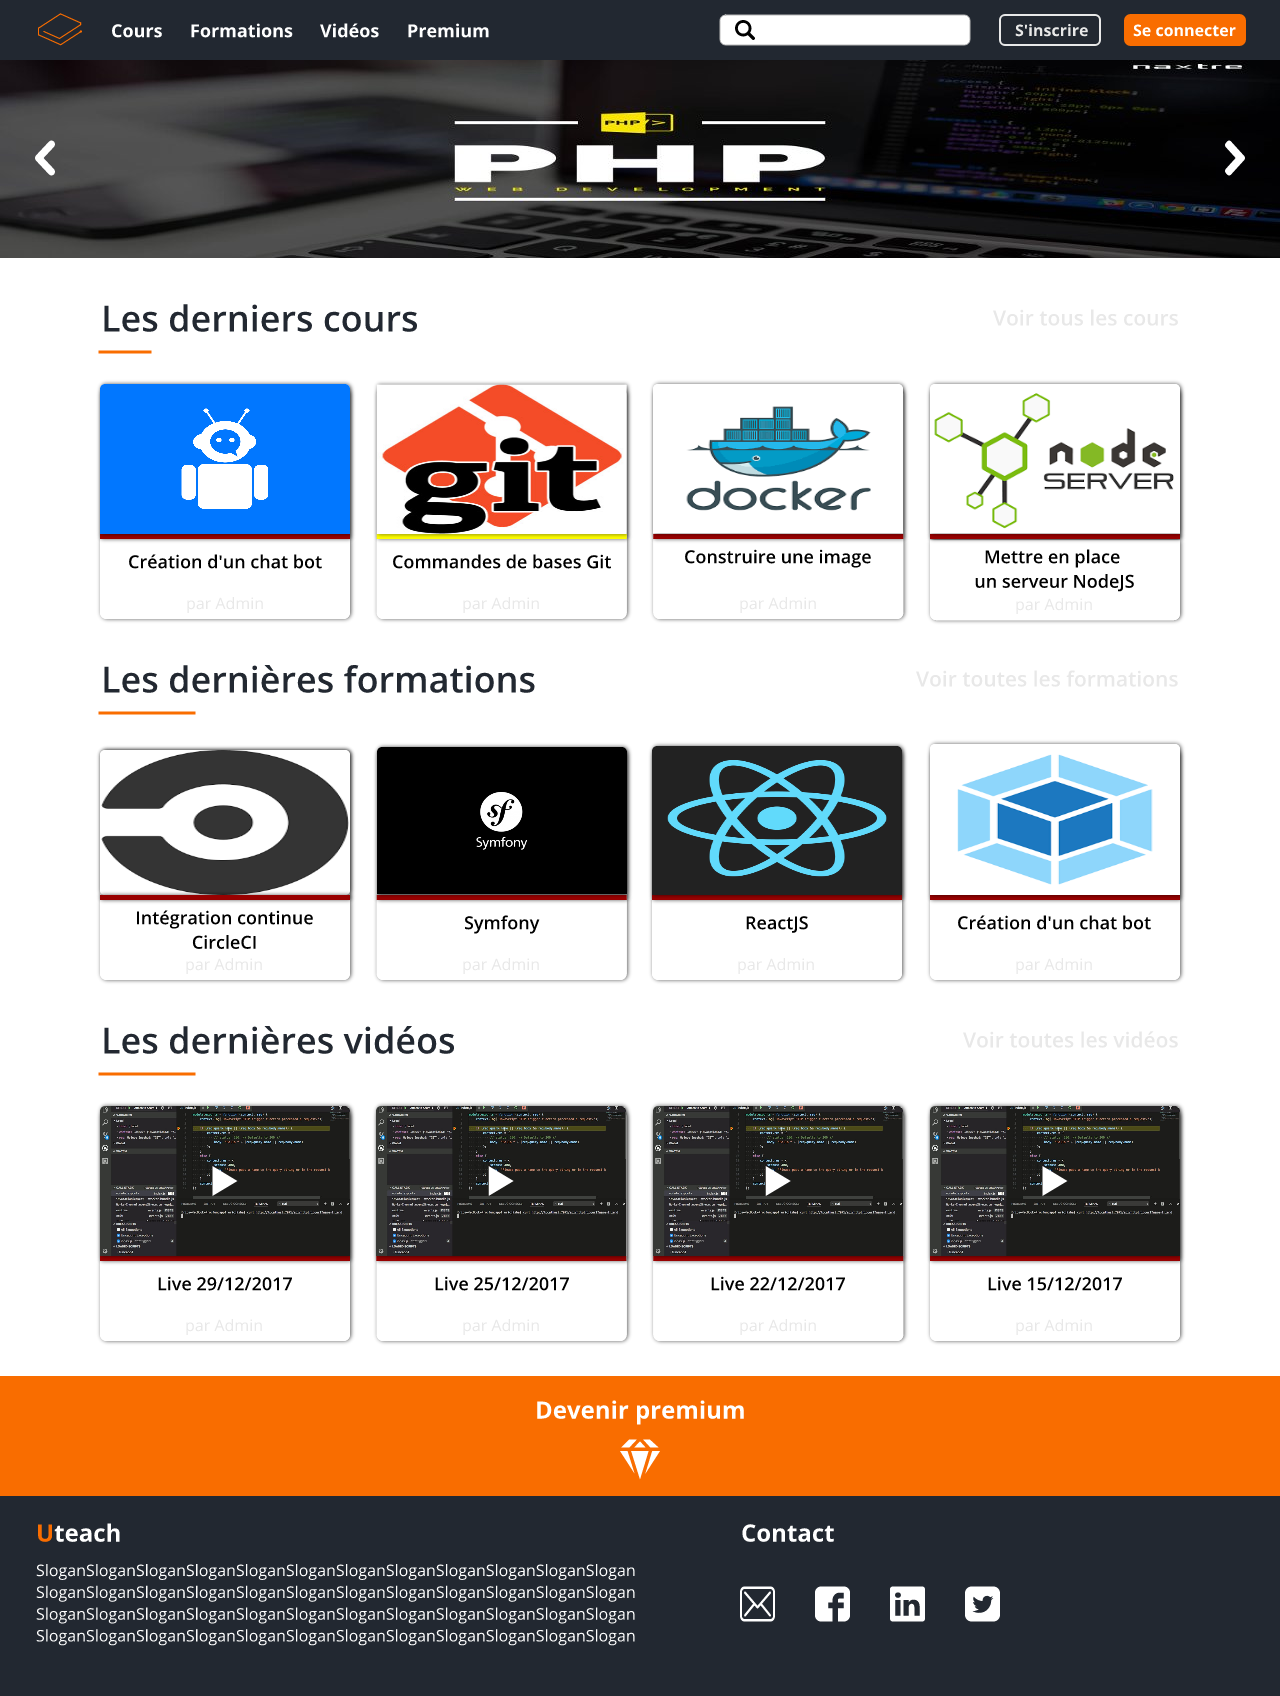 Cours Formations Vidéos Premium S'inscrire Se connecter
naxtre
PHP </>
PHP
WEB DEVELOPMENT
Les derniers cours
Voir tous les cours
git
docker
node
SERVER
Création d'un chat bot
Commandes de bases Git
Construire une image
Mettre en place
un serveur NodeJS
par Admin
par Admin
par Admin
par Admin
Les dernières formations
Voir toutes les formations
sf
Symfony
Intégration continue
CircleCI
Symfony
ReactJS
Création d'un chat bot
par Admin
par Admin
par Admin
par Admin
Les dernières vidéos
Voir toutes les vidéos
Live 29/12/2017
Live 25/12/2017
Live 22/12/2017
Live 15/12/2017
par Admin
par Admin
par Admin
par Admin
Devenir premium
Uteach
Contact
SloganSloganSloganSloganSloganSloganSloganSloganSloganSloganSloganSlogan
SloganSloganSloganSloganSloganSloganSloganSloganSloganSloganSloganSlogan
SloganSloganSloganSloganSloganSloganSloganSloganSloganSloganSloganSlogan
SloganSloganSloganSloganSloganSloganSloganSloganSloganSloganSloganSlogan
in